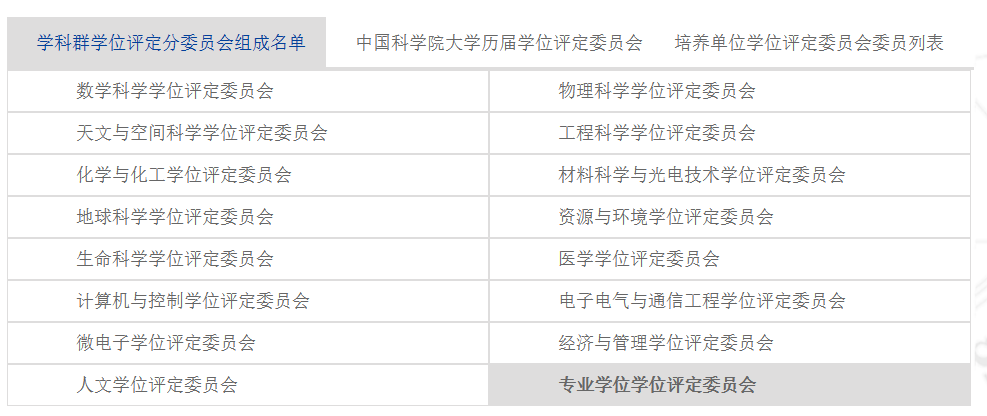 学科群学位评定分委员会组成名单 中国科学院大学历届学位评定委员会 培养单位学位评定委员会委员列表
数学科学学位评定委员会 物理科学学位评定委员会
天文与空间科学学位评定委员会 工程科学学位评定委员会
化学与化工学位评定委员会 材料科学与光电技术学位评定委员会
地球科学学位评定委员会 资源与环境学位评定委员会
生命科学学位评定委员会 医学学位评定委员会
计算机与控制学位评定委员会 电子电气与通信工程学位评定委员会
微电子学位评定委员会 经济与管理学位评定委员会
人文学位评定委员会 专业学位学位评定委员会